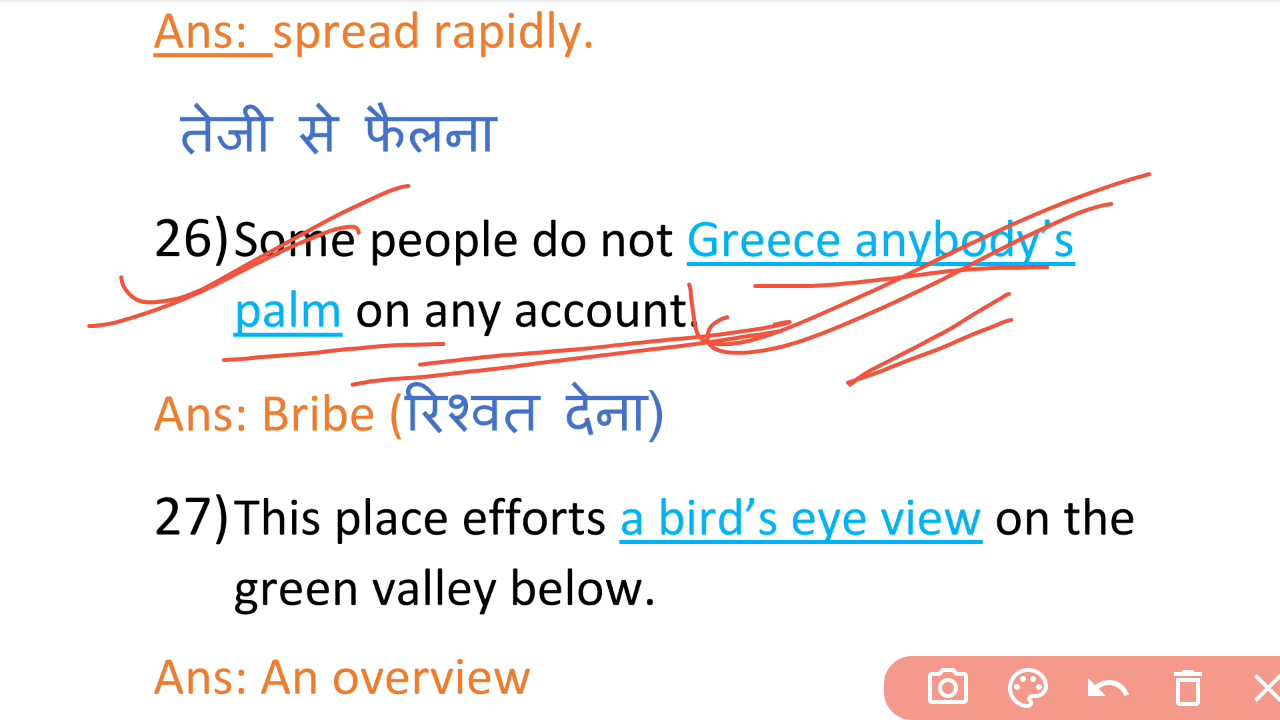 Ans: spread rapidly.
तेजी से फैलना
26) Some people do not Greece anybody's
palm on any account.
Ans: Bribe (रिश्वत देना)
27) This place efforts a bird’s eye view on the
green valley below.
Ans: An overview